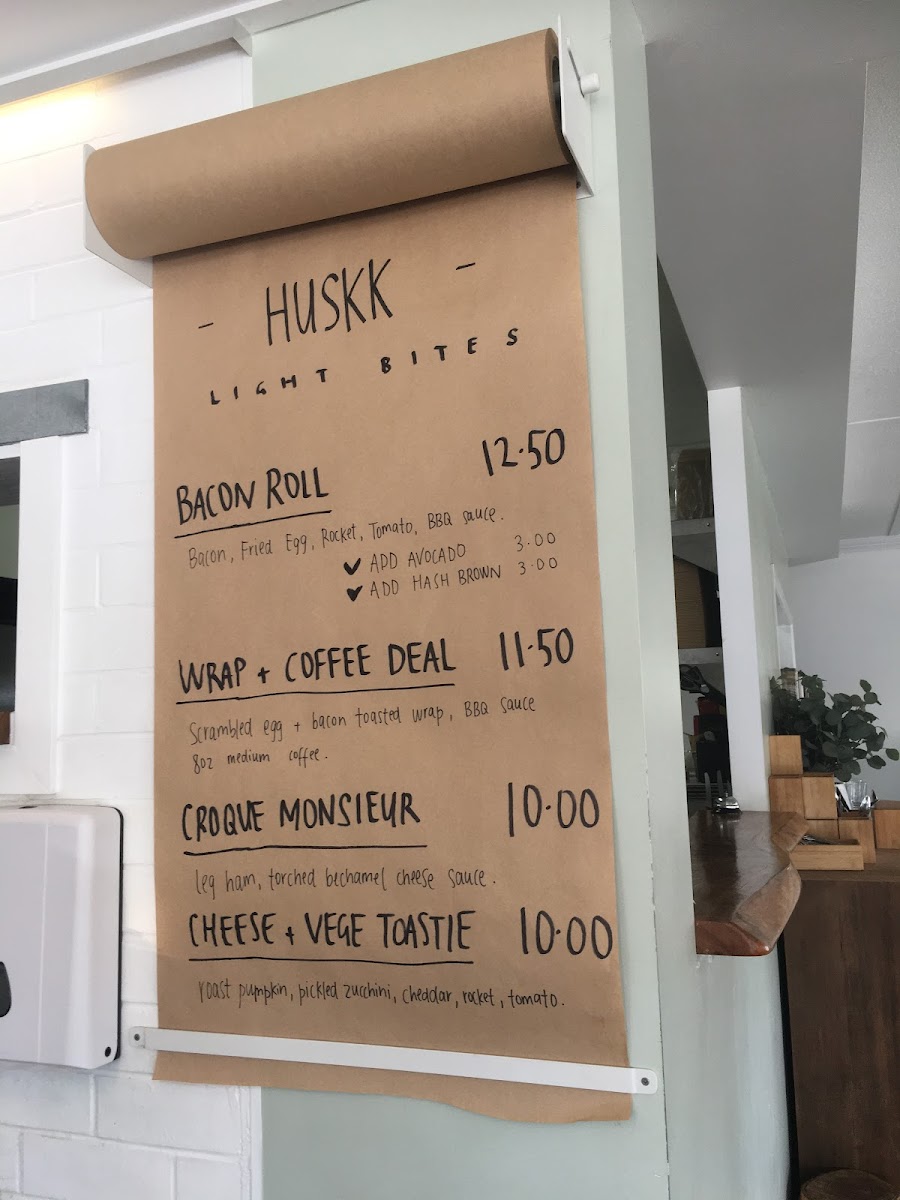 - HUSKK -
LIGHT BITES
BACON ROLL 12.50
Bacon, Fried Egg, Rocket, Tomato, BBQ sauce.
ADD AVOCADO 3.00
ADD HASH BROWN 3.00
WRAP + COFFEE DEAL 11.50
Scrambled egg + bacon toasted wrap, BBQ sauce
8oz medium coffee.
CROQUE MONSIEUR 10.00
leg ham, torched bechamel cheese sauce.
CHEESE + VEGE TOASTIE 10.00
roast pumpkin, pickled zucchini, cheddar, rocket, tomato.